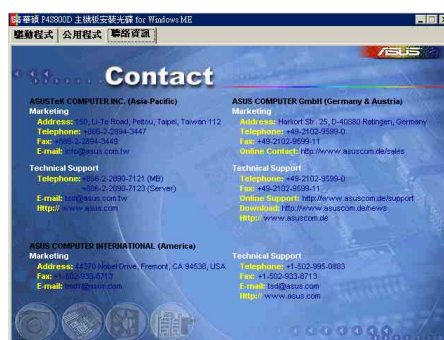 華碩 P4S800D 主機板安裝光碟 for Windows ME
驅動程式 公用程式 聯絡資訊
ASUS
Contact
ASUSTeK COMPUTER INC. (Asia-Pacific)
Marketing
Address: 150, Li-Te Road, Peitou, Taipei, Taiwan 112
Telephone: +886-2-2894-3447
Fax: +886-2-2894-3449
E-mail: info@asus.com.tw
Technical Support
Telephone: +886-2-2890-7121 (MB)
+886-2-2890-7123 (Server)
E-mail: tsd@asus.com.tw
Http:// www.asus.com
ASUS COMPUTER GmbH (Germany & Austria)
Marketing
Address: Harkort Str. 25, D-40880 Ratingen, Germany
Telephone: +49-2102-9599-0
Fax: +49-2102-9599-11
Online Contact: http://www.asuscom.de/sales
Technical Support
Telephone: +49-2102-9599-0
Fax: +49-2102-9599-11
Online Support: http://www.asuscom.de/support
Download: http://www.asuscom.de/news
Http:// www.asuscom.de
ASUS COMPUTER INTERNATIONAL (America)
Marketing
Address: 44370 Nobel Drive, Fremont, CA 94538, USA
Fax: +1-502-933-8713
E-mail:
Technical Support
Telephone: +1-502-995-0883
Fax: +1-502-933-8713
E-mail: tsd@asus.com
Http:// www.asus.com